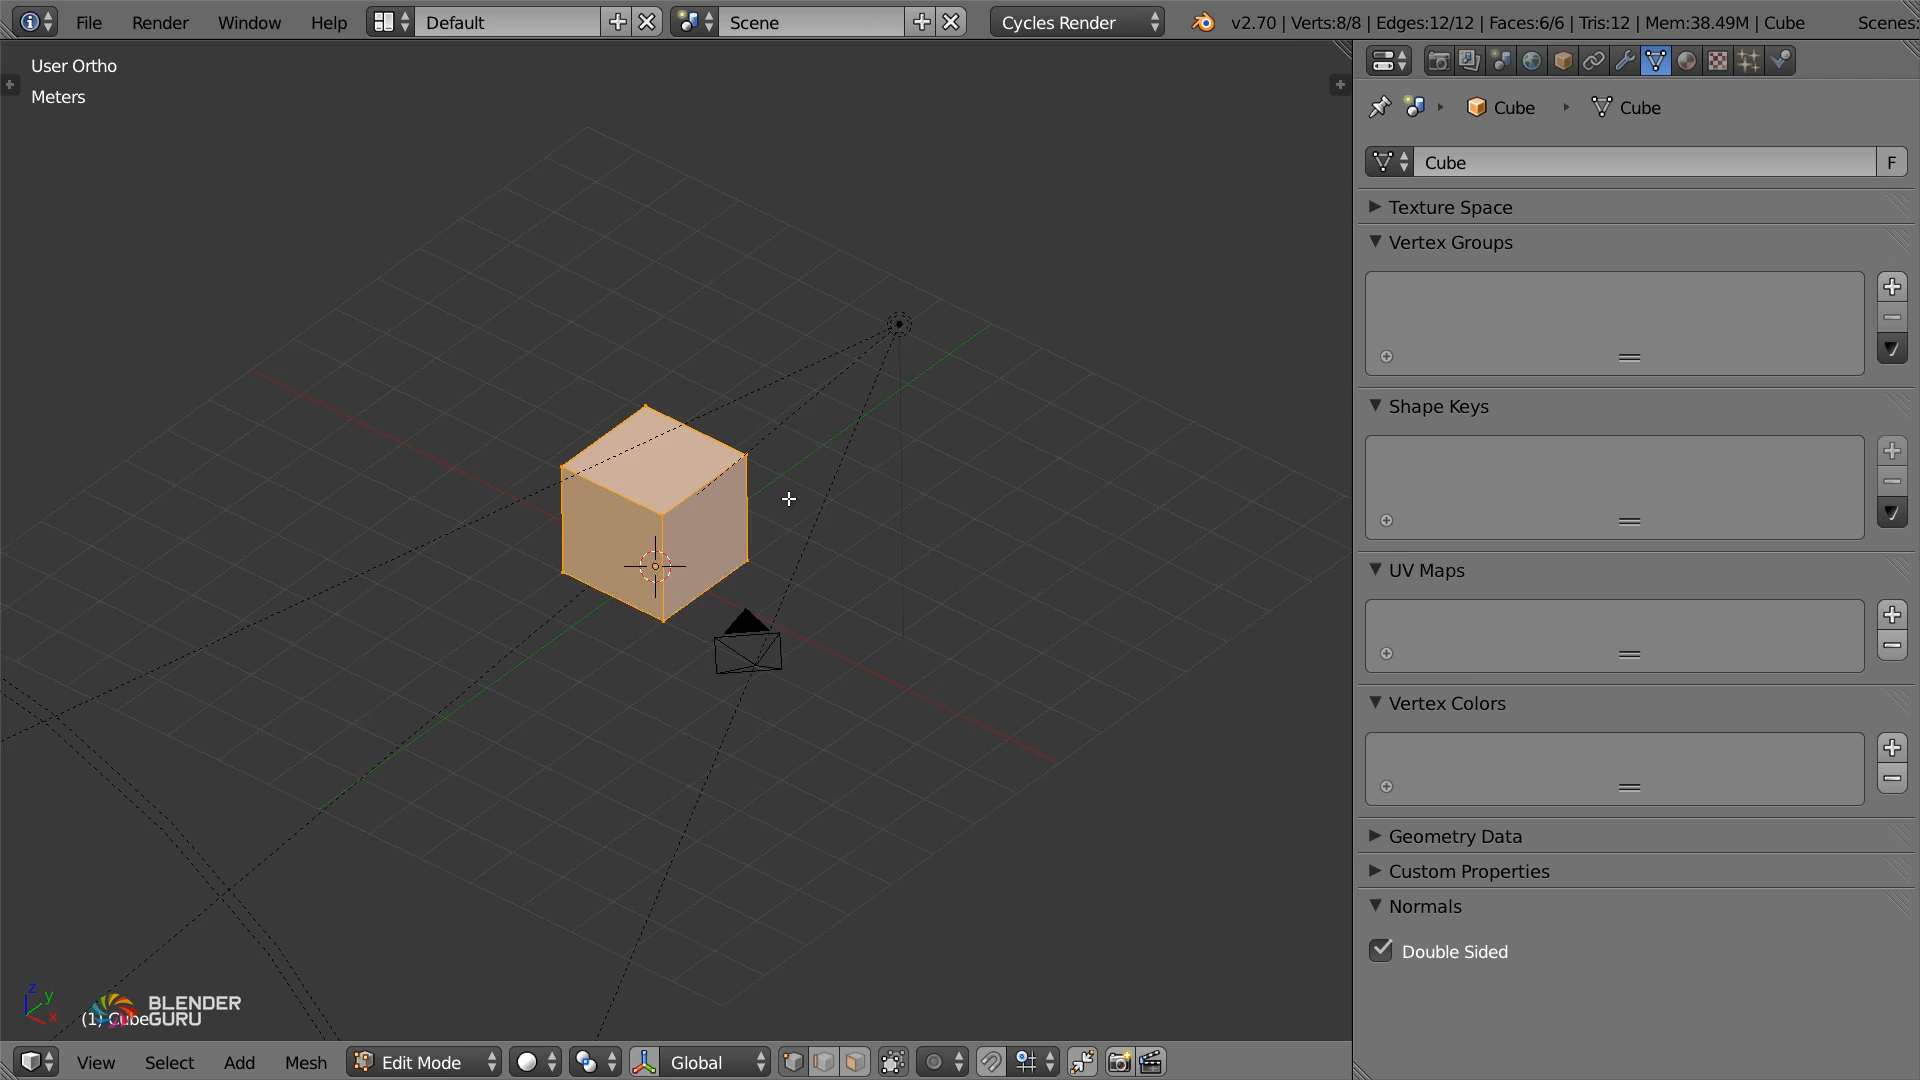 File Render Window Help Default Scene Cycles Render v2.70 | Verts:8/8 | Edges:12/12 | Faces:6/6 | Tris:12 | Mem:38.49M | Cube Scenes:
User Ortho
Meters
Cube Cube
Cube F
Texture Space
Vertex Groups
Shape Keys
UV Maps
Vertex Colors
Geometry Data
Custom Properties
Normals
Double Sided
z y x
BLENDER
GURU
(1) Cube
View Select Add Mesh Edit Mode Global